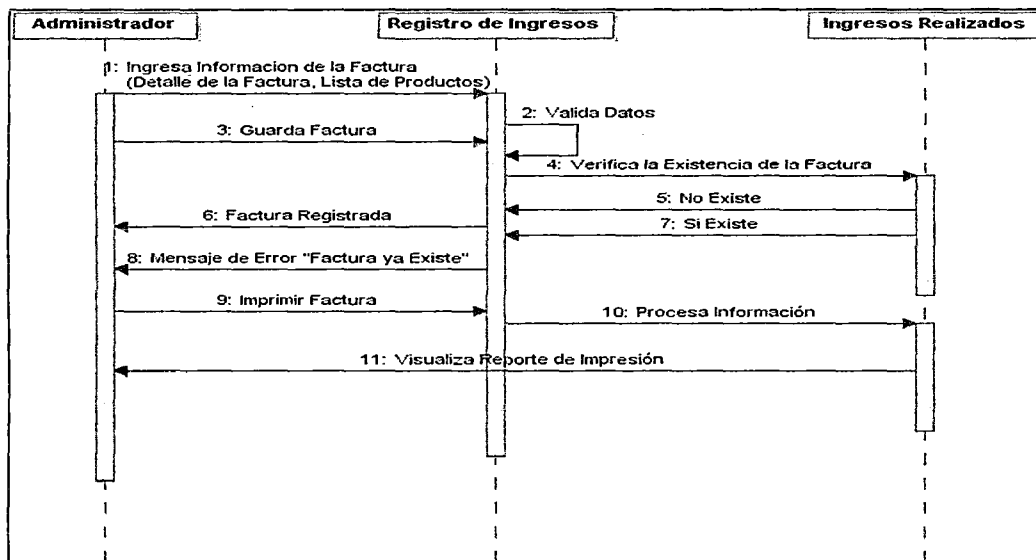 Administrador
Registro de Ingresos
Ingresos Realizados
1: Ingresa Informacion de la Factura
(Detalle de la Factura, Lista de Productos)
2: Valida Datos
3: Guarda Factura
4: Verifica la Existencia de la Factura
5: No Existe
6: Factura Registrada
7: Si Existe
8: Mensaje de Error "Factura ya Existe"
9: Imprimir Factura
10: Procesa Información
11: Visualiza Reporte de Impresión